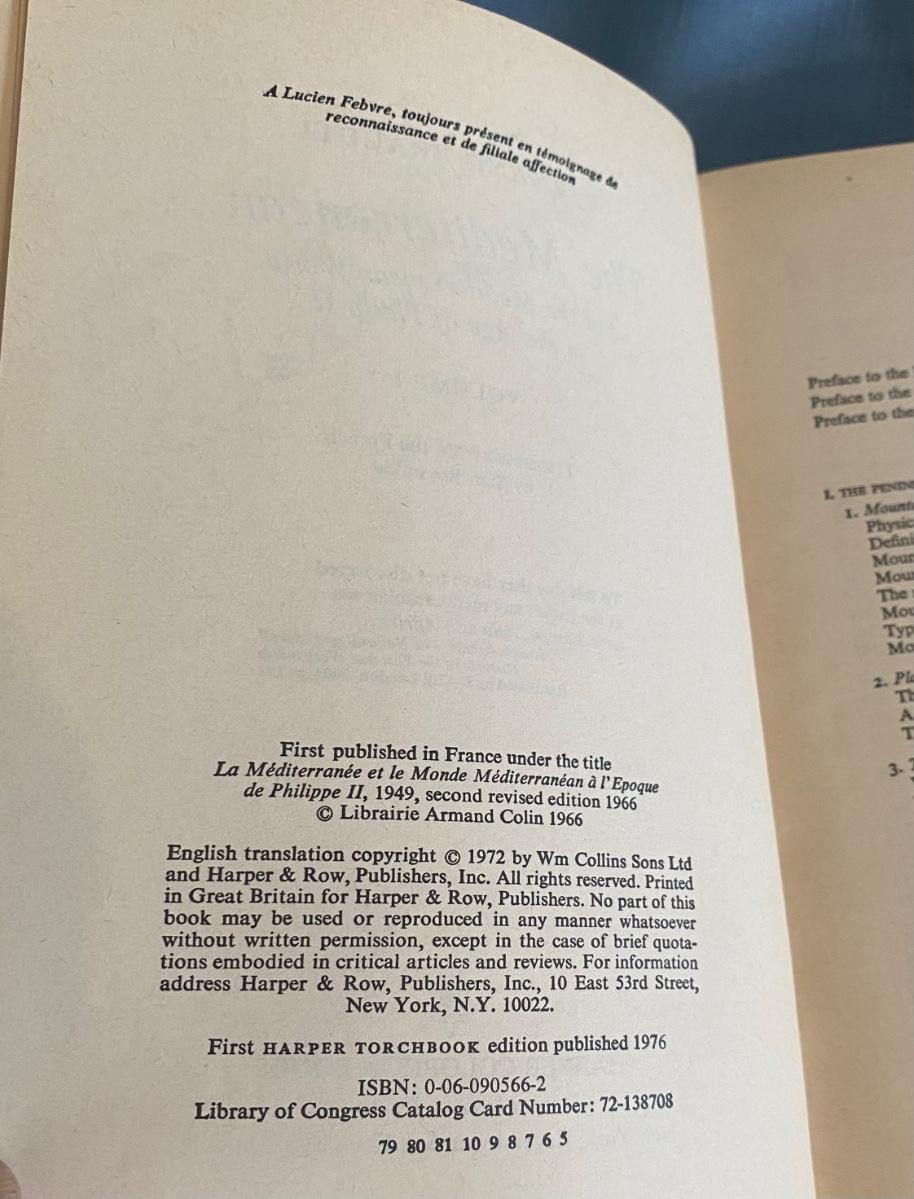 A Lucien Febvre, toujours présent en témoignage de
reconnaissance et de filiale affection
First published in France under the title
La Méditerranée et le Monde Méditerranéan à l'Epoque
de Philippe II, 1949, second revised edition 1966
© Librairie Armand Colin 1966
English translation copyright © 1972 by Wm Collins Sons Ltd
and Harper & Row, Publishers, Inc. All rights reserved. Printed
in Great Britain for Harper & Row, Publishers. No part of this
book may be used or reproduced in any manner whatsoever
without written permission, except in the case of brief quota-
tions embodied in critical articles and reviews. For information
address Harper & Row, Publishers, Inc., 10 East 53rd Street,
New York, N.Y. 10022.
First HARPER TORCHBOOK edition published 1976
ISBN: 0-06-090566-2
Library of Congress Catalog Card Number: 72-138708
79 80 81 10 9 8 7 6 5
Preface to the
Preface to the
Preface to the
I. THE
1.
2.
3.